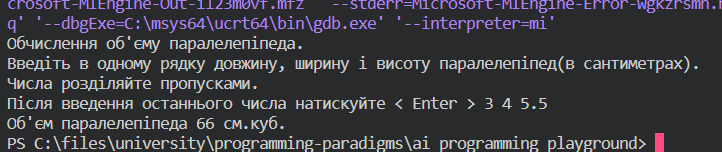 crosoft-MIEngine-Out-i123m0vf.mfz' '--stderr=Microsoft-MIEngine-Error-wgkzrsmn.
q' '--dbgExe=C:\msys64\ucrt64\bin\gdb.exe' '--interpreter=mi'
Обчислення об'єму паралелепіпеда.
Введіть в одному рядку довжину, ширину і висоту паралелепіпед(в сантиметрах).
Числа розділяйте пропусками.
Після введення останнього числа натискуйте < Enter > 3 4 5.5
Об'єм паралелепіпеда 66 см.куб.
PS C:\files\university\programming-paradigms\ai programming playground>